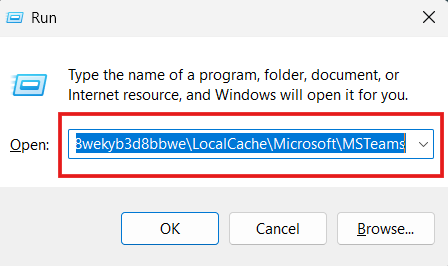 Run
Type the name of a program, folder, document, or
Internet resource, and Windows will open it for you.
Open: 8wekyb3d8bbwe\LocalCache\Microsoft\MSTeams
OK Cancel Browse...